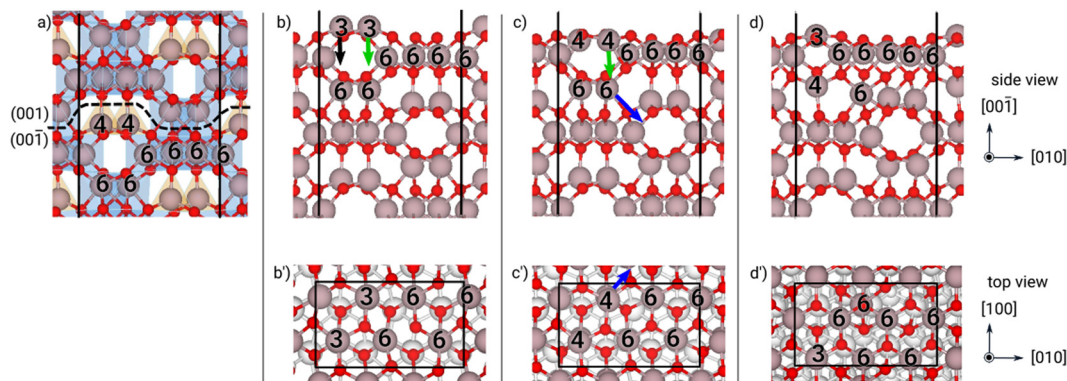 a)
(001)
(001̄)
4 4
6 6 6 6
6 6
b)
3 3
6 6 6 6
6 6
c)
4 4
6 6 6 6
6 6
d)
3
6 6 6 6 6
4 6
side view
[001̄]
[010]
b')
3 6 6
3 6 6
c')
4 6 6
4 6 6
d')
6
6 6 6
3 6 6
top view
[100]
[010]